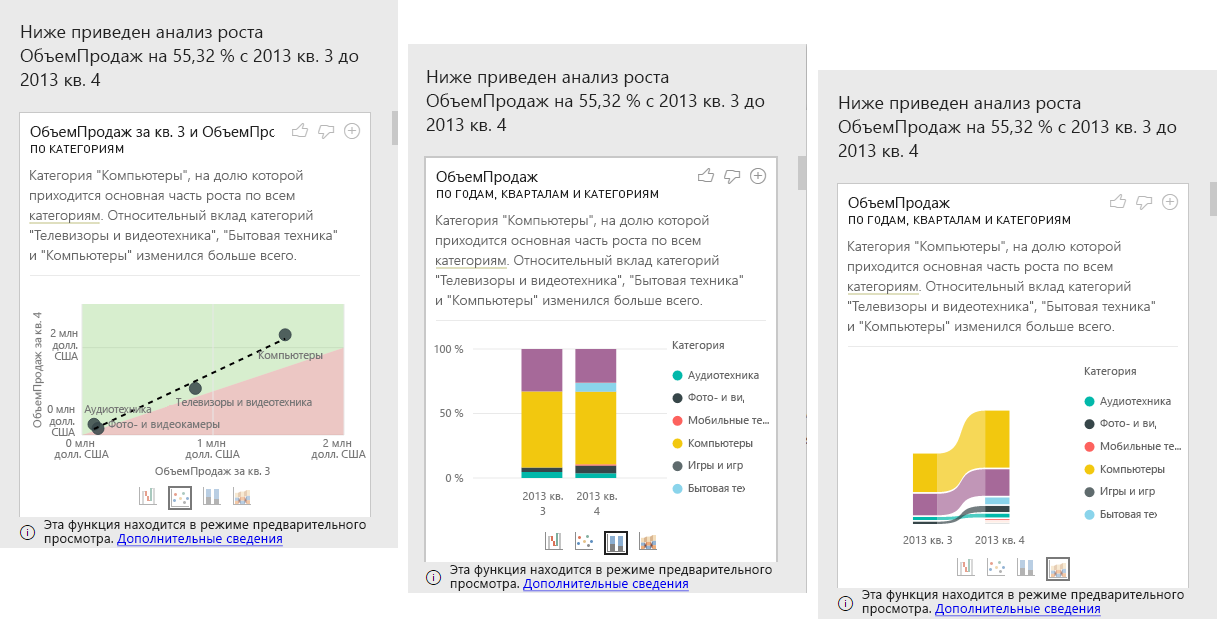 Ниже приведен анализ роста
ОбъемПродаж на 55,32 % с 2013 кв. 3 до
2013 кв. 4
ОбъемПродаж за кв. 3 и ОбъемПрс
ПО КАТЕГОРИЯМ
Категория "Компьютеры", на долю которой
приходится основная часть роста по всем
категориям. Относительный вклад категорий
"Телевизоры и видеотехника", "Бытовая техника"
и "Компьютеры" изменился больше всего.
ОбъемПродаж за кв. 4
2 млн
долл.
США
0 млн
долл.
США
Компьютеры
Телевизоры и видеотехника
Аудиотехника
Фото- и видеокамеры
0 млн
долл. США
1 млн
долл. США
2 млн
долл. США
ОбъемПродаж за кв. 3
Эта функция находится в режиме предварительного
просмотра. Дополнительные сведения
Ниже приведен анализ роста
ОбъемПродаж на 55,32 % с 2013 кв. 3 до
2013 кв. 4
ОбъемПродаж
ПО ГОДАМ, КВАРТАЛАМ И КАТЕГОРИЯМ
Категория "Компьютеры", на долю которой
приходится основная часть роста по всем
категориям. Относительный вклад категорий
"Телевизоры и видеотехника", "Бытовая техника"
и "Компьютеры" изменился больше всего.
100 %
50 %
0 %
2013 кв.
3
2013 кв.
4
Категория
Аудиотехника
Фото- и ви,
Мобильные те...
Компьютеры
Игры и игр
Бытовая те
Эта функция находится в режиме предварительного
просмотра. Дополнительные сведения
Ниже приведен анализ роста
ОбъемПродаж на 55,32 % с 2013 кв. 3 до
2013 кв. 4
ОбъемПродаж
ПО ГОДАМ, КВАРТАЛАМ И КАТЕГОРИЯМ
Категория "Компьютеры", на долю которой
приходится основная часть роста по всем
категориям. Относительный вклад категорий
"Телевизоры и видеотехника", "Бытовая техника"
и "Компьютеры" изменился больше всего.
Категория
Аудиотехника
Фото- и ви,
Мобильные те...
Компьютеры
Игры и игр
Бытовая те
2013 кв. 3
2013 кв. 4
Эта функция находится в режиме предварительного
просмотра. Дополнительные сведения